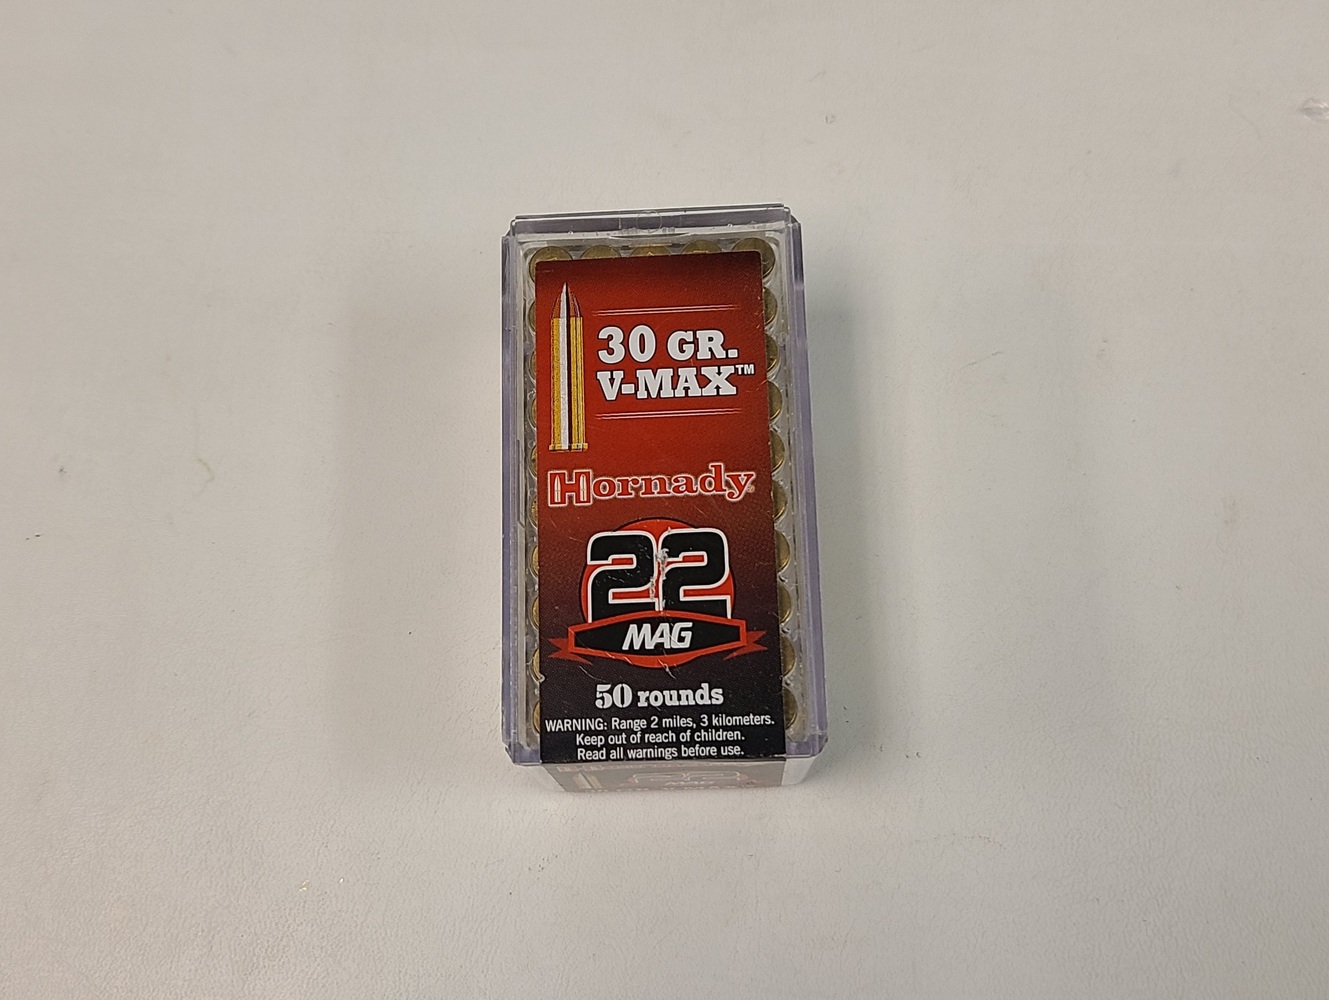 30 GR.
V-MAX™
Hornady
22
MAG
50 rounds
WARNING: Range 2 miles, 3 kilometers.
Keep out of reach of children.
Read all warnings before use.
22